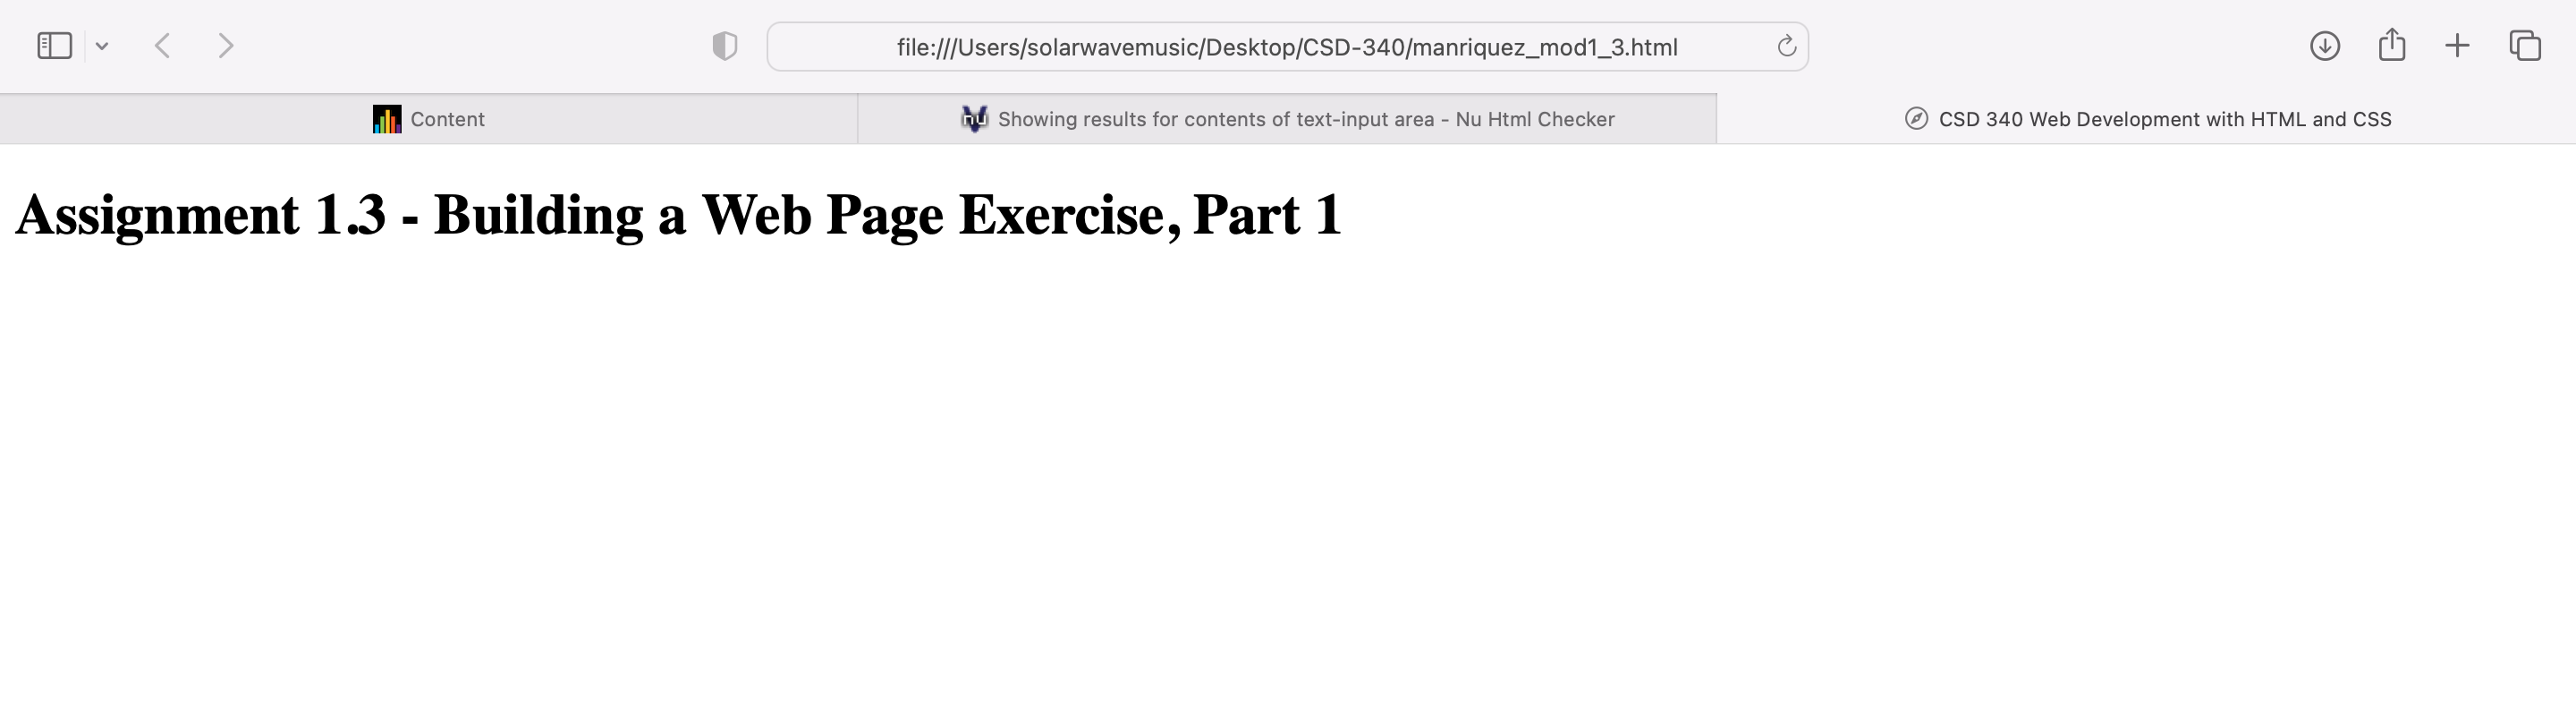 file:///Users/solarwavemusic/Desktop/CSD-340/manriquez_mod1_3.html
Content
nu Showing results for contents of text-input area - Nu Html Checker
CSD 340 Web Development with HTML and CSS
Assignment 1.3 - Building a Web Page Exercise, Part 1